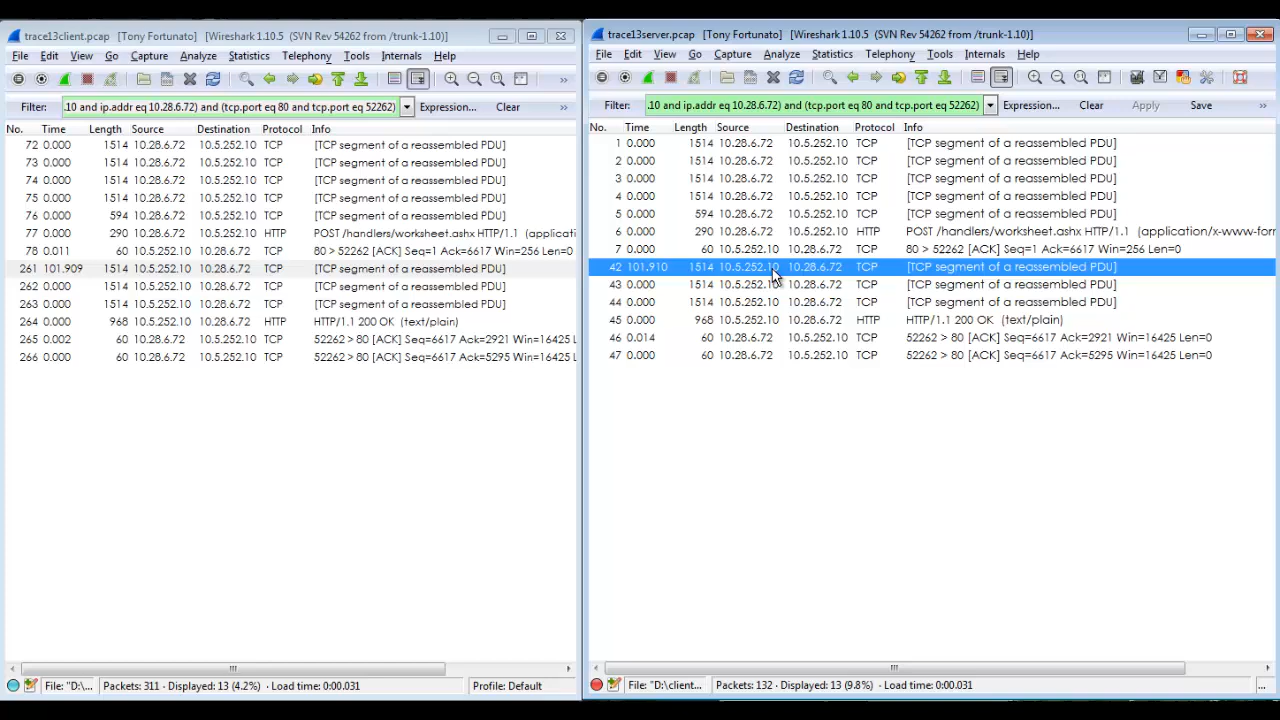 trace13client.pcap [Tony Fortunato] [Wireshark 1.10.5 (SVN Rev 54262 from /trunk-1.10)]
File Edit View Go Capture Analyze Statistics Telephony Tools Internals Help
Filter: .10 and ip.addr eq 10.28.6.72) and (tcp.port eq 80 and tcp.port eq 52262) Expression... Clear
No. Time Length Source Destination Protocol Info
72 0.000 1514 10.28.6.72 10.5.252.10 TCP [TCP segment of a reassembled PDU]
73 0.000 1514 10.28.6.72 10.5.252.10 TCP [TCP segment of a reassembled PDU]
74 0.000 1514 10.28.6.72 10.5.252.10 TCP [TCP segment of a reassembled PDU]
75 0.000 1514 10.28.6.72 10.5.252.10 TCP [TCP segment of a reassembled PDU]
76 0.000 594 10.28.6.72 10.5.252.10 TCP [TCP segment of a reassembled PDU]
77 0.000 290 10.28.6.72 10.5.252.10 HTTP POST /handlers/worksheet.ashx HTTP/1.1 (applicatior
78 0.011 60 10.5.252.10 10.28.6.72 TCP 80 > 52262 [ACK] Seq=1 Ack=6617 Win=256 Len=0
261 101.909 1514 10.5.252.10 10.28.6.72 TCP [TCP segment of a reassembled PDU]
262 0.000 1514 10.5.252.10 10.28.6.72 TCP [TCP segment of a reassembled PDU]
263 0.000 1514 10.5.252.10 10.28.6.72 TCP [TCP segment of a reassembled PDU]
264 0.000 968 10.5.252.10 10.28.6.72 HTTP HTTP/1.1 200 OK (text/plain)
265 0.002 60 10.28.6.72 10.5.252.10 TCP 52262 > 80 [ACK] Seq=6617 Ack=2921 Win=16425 L
266 0.000 60 10.28.6.72 10.5.252.10 TCP 52262 > 80 [ACK] Seq=6617 Ack=5295 Win=16425 L
File: "D:\... Packets: 311 · Displayed: 13 (4.2%) · Load time: 0:00.031 Profile: Default
trace13server.pcap [Tony Fortunato] [Wireshark 1.10.5 (SVN Rev 54262 from /trunk-1.10)]
File Edit View Go Capture Analyze Statistics Telephony Tools Internals Help
Filter: .10 and ip.addr eq 10.28.6.72) and (tcp.port eq 80 and tcp.port eq 52262) Expression... Clear Apply Save
No. Time Length Source Destination Protocol Info
1 0.000 1514 10.28.6.72 10.5.252.10 TCP [TCP segment of a reassembled PDU]
2 0.000 1514 10.28.6.72 10.5.252.10 TCP [TCP segment of a reassembled PDU]
3 0.000 1514 10.28.6.72 10.5.252.10 TCP [TCP segment of a reassembled PDU]
4 0.000 1514 10.28.6.72 10.5.252.10 TCP [TCP segment of a reassembled PDU]
5 0.000 594 10.28.6.72 10.5.252.10 TCP [TCP segment of a reassembled PDU]
6 0.000 290 10.28.6.72 10.5.252.10 HTTP POST /handlers/worksheet.ashx HTTP/1.1 (application/x-www-forr
7 0.000 60 10.5.252.10 10.28.6.72 TCP 80 > 52262 [ACK] Seq=1 Ack=6617 Win=256 Len=0
42 101.910 1514 10.5.252.10 10.28.6.72 TCP [TCP segment of a reassembled PDU]
43 0.000 1514 10.5.252.10 10.28.6.72 TCP [TCP segment of a reassembled PDU]
44 0.000 1514 10.5.252.10 10.28.6.72 TCP [TCP segment of a reassembled PDU]
45 0.000 968 10.5.252.10 10.28.6.72 HTTP HTTP/1.1 200 OK (text/plain)
46 0.014 60 10.28.6.72 10.5.252.10 TCP 52262 > 80 [ACK] Seq=6617 Ack=2921 Win=16425 Len=0
47 0.000 60 10.28.6.72 10.5.252.10 TCP 52262 > 80 [ACK] Seq=6617 Ack=5295 Win=16425 Len=0
File: "D:\client... Packets: 132 · Displayed: 13 (9.8%) · Load time: 0:00.031 ...